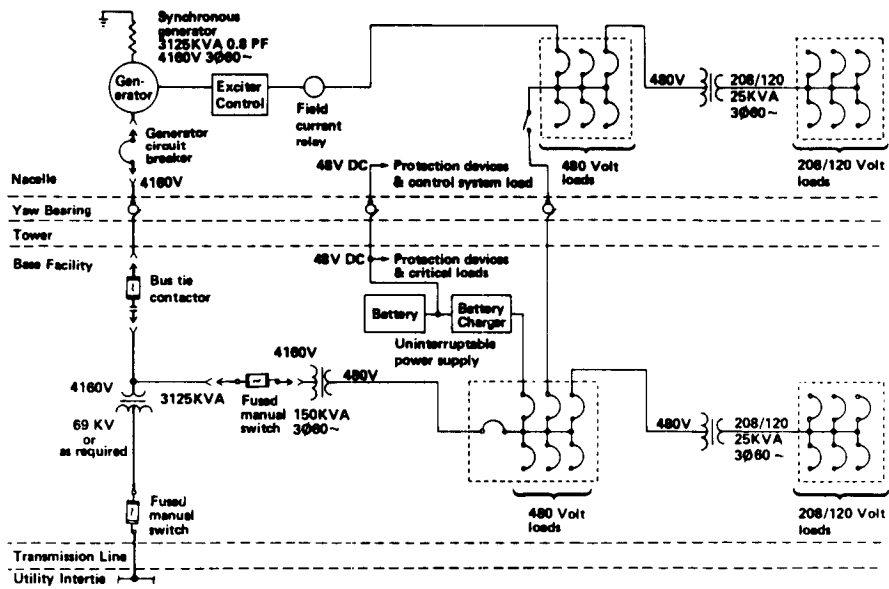 Synchronous
generator
3125KVA 0.8 PF
4160V 3Ø60~
Gen-
erator
Exciter
Control
Field
current
relay
Generator
circuit
breaker
4160V
480V
208/120
25KVA
3Ø60~
480 Volt
loads
208/120 Volt
loads
48V DC
Protection devices
& control system load
Nacelle
Yaw Bearing
Tower
Base Facility
48V DC
Protection devices
& critical loads
Bus tie
contactor
Battery
Battery
Charger
Uninterruptable
power supply
4160V
480V
4160V
3125KVA
Fused
manual
switch
150KVA
3Ø60~
69 KV
or
as required
480V
208/120
25KVA
3Ø60~
Fused
manual
switch
480 Volt
loads
208/120 Volt
loads
Transmission Line
Utility Intertie